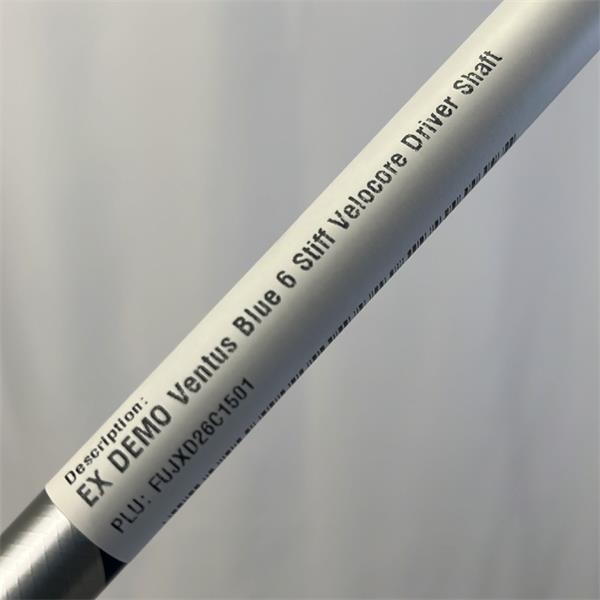 Description:
EX DEMO Ventus Blue 6 Stiff Velocore Driver Shaft
PLU: FUJXD26C1501